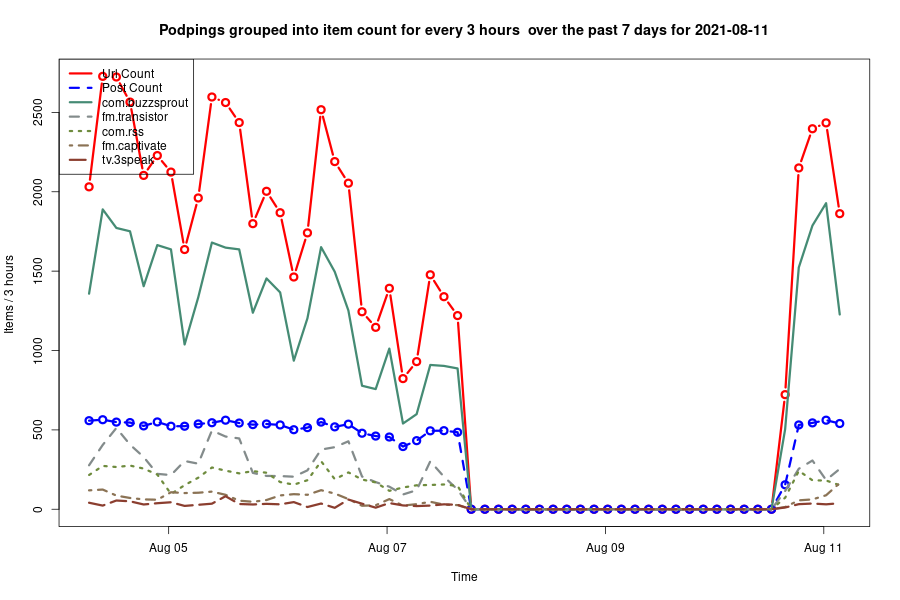 Podpings grouped into item count for every 3 hours  over the past 7 days for 2021-08-11
Url Count
Post Count
com.buzzsprout
fm.transistor
com.rss
fm.captivate
tv.3speak
Items / 3 hours
2500
2000
1500
1000
500
0
Aug 05
Aug 07
Aug 09
Aug 11
Time